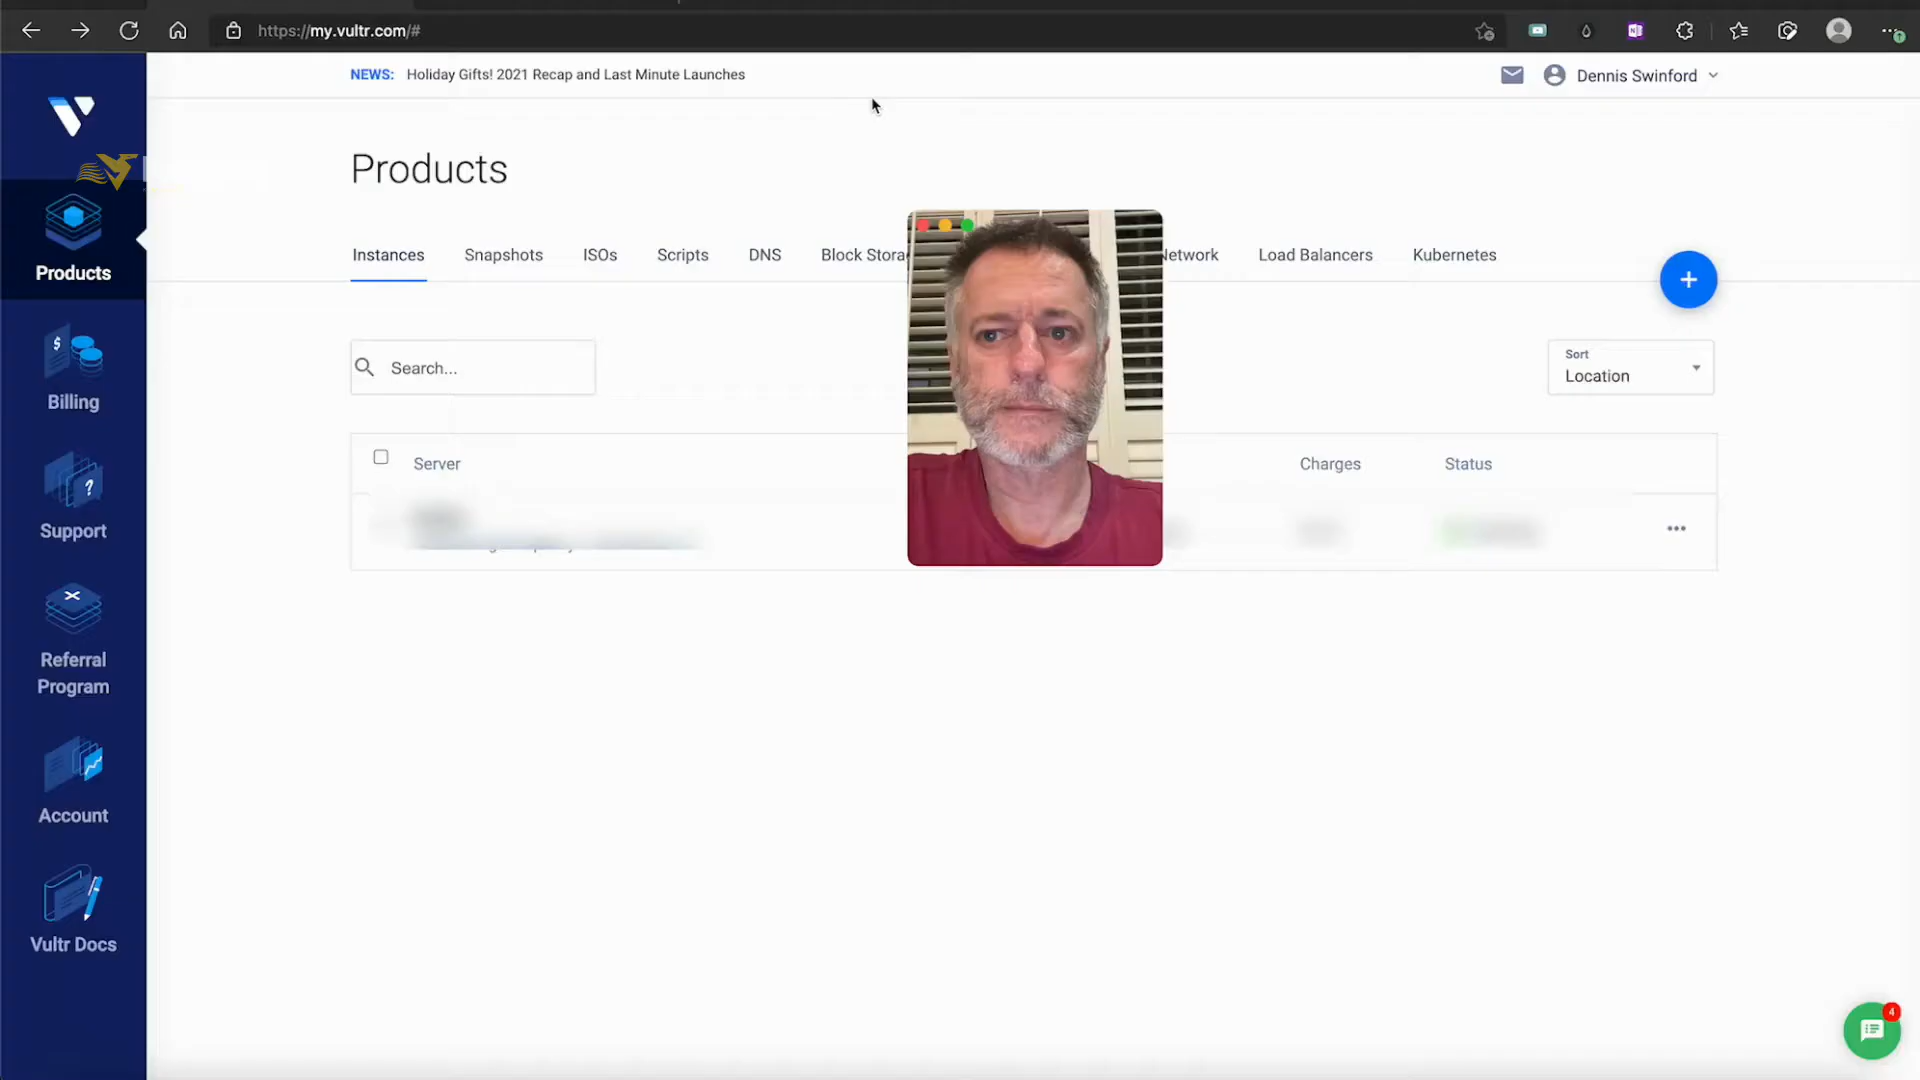 https://my.vultr.com/#
NEWS: Holiday Gifts! 2021 Recap and Last Minute Launches
Dennis Swinford
Products
Instances Snapshots ISOs Scripts DNS Block Network Load Balancers Kubernetes
+
Search...
Sort
Location
Server Charges Status
Products
$
Billing
?
Support
Referral
Program
Account
Vultr Docs
4